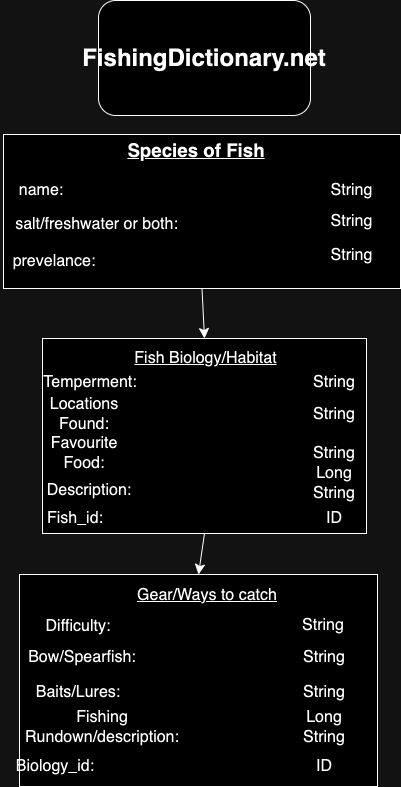 FishingDictionary.net
Species of Fish
name: String
salt/freshwater or both: String
prevelance: String
Fish Biology/Habitat
Temperment: String
Locations
Found: String
Favourite
Food: String
Long
Description: String
Fish_id: ID
Gear/Ways to catch
Difficulty: String
Bow/Spearfish: String
Baits/Lures: String
Fishing Long
Rundown/description: String
Biology_id: ID